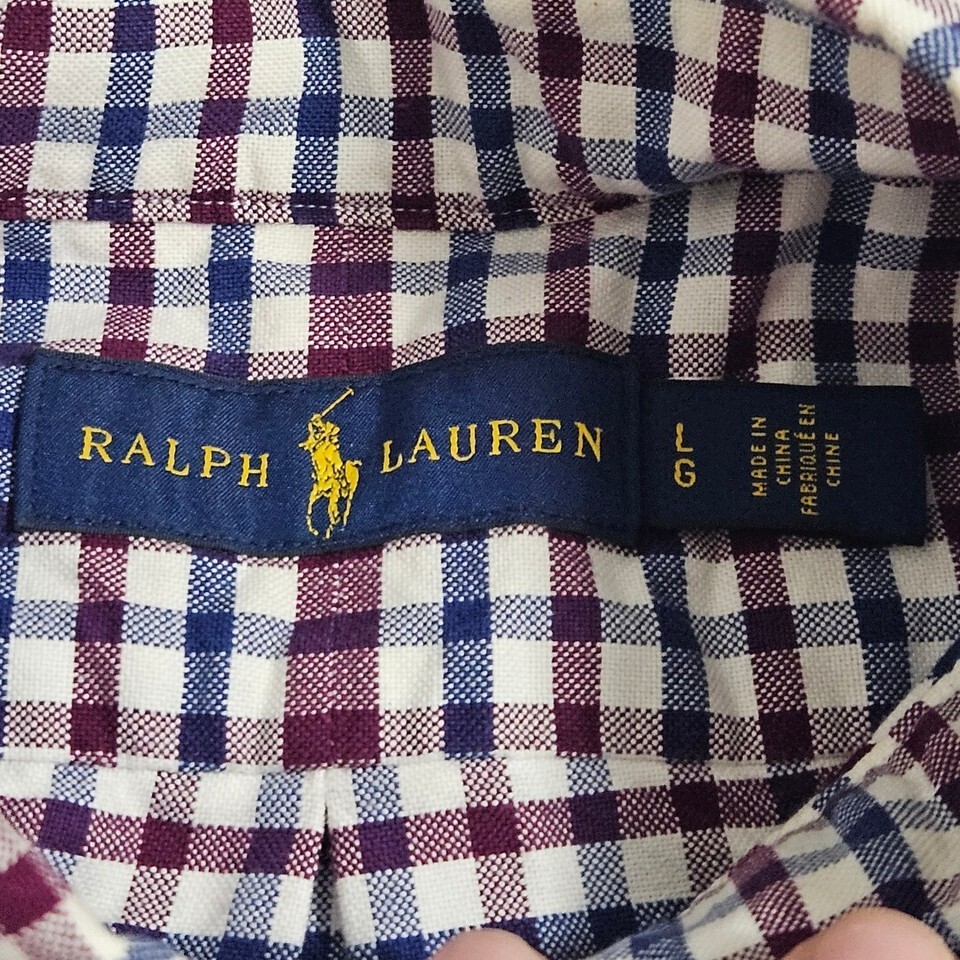 RALPH LAUREN
L
G
MADE IN
CHINA
FABRIQUÉ EN
CHINE